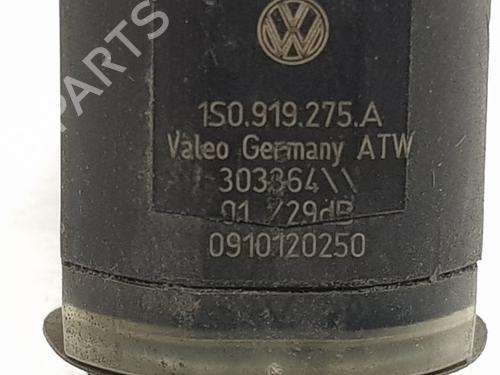 1S0.919.275.A
Valeo Germany ATW
303364\\
01 /29dB
0910120250
PARTS